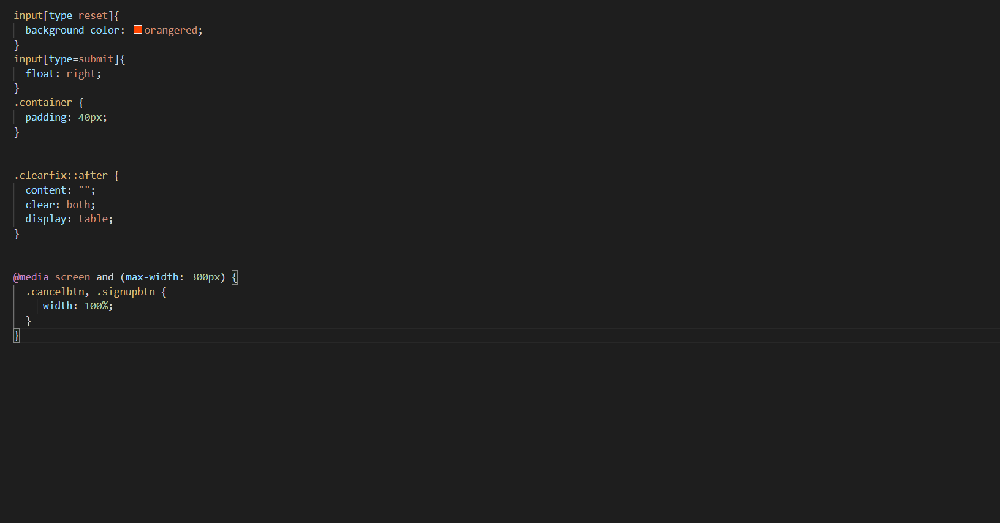 input[type=reset]{
  background-color: orangered;
}
input[type=submit]{
  float: right;
}
.container {
  padding: 40px;
}
.clearfix::after {
  content: "";
  clear: both;
  display: table;
}
@media screen and (max-width: 300px) {
  .cancelbtn, .signupbtn {
     width: 100%;
  }
}